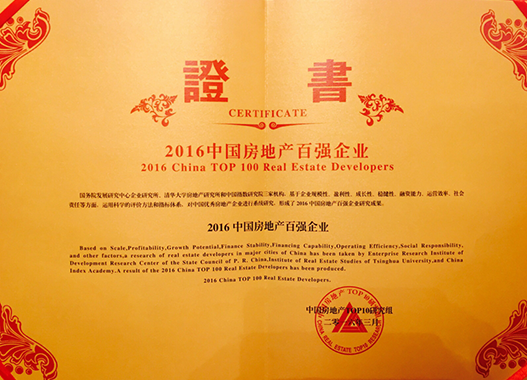 證 書
CERTIFICATE
2016中国房地产百强企业
2016 China TOP 100 Real Estate Developers
国务院发展研究中心企业研究所、清华大学房地产研究所和中国指数研究院三家机构，基于企业规模性、盈利性、成长性、稳健性、融资能力、运营效率、社会
责任等方面，运用科学的评价方法和指标体系，对中国优秀房地产企业进行系统研究，形成了2016中国房地产百强企业研究成果。
2016 中国房地产百强企业
Based on Scale,Profitability,Growth Potential,Finance Stability,Financing Capability,Operating Efficiency,Social Responsibility,
and other factors,a research of real estate developers in major cities of China has been taken by Enterprise Research Institute of
Development Research Center of the State Council of P. R. China,Institute of Real Estate Studies of Tsinghua University,and China
Index Academy.A result of the 2016 China TOP 100 Real Estate Developers has been produced.
2016 China TOP 100 Real Estate Developers.
中国房地产TOP10研究组
二〇一六年三月